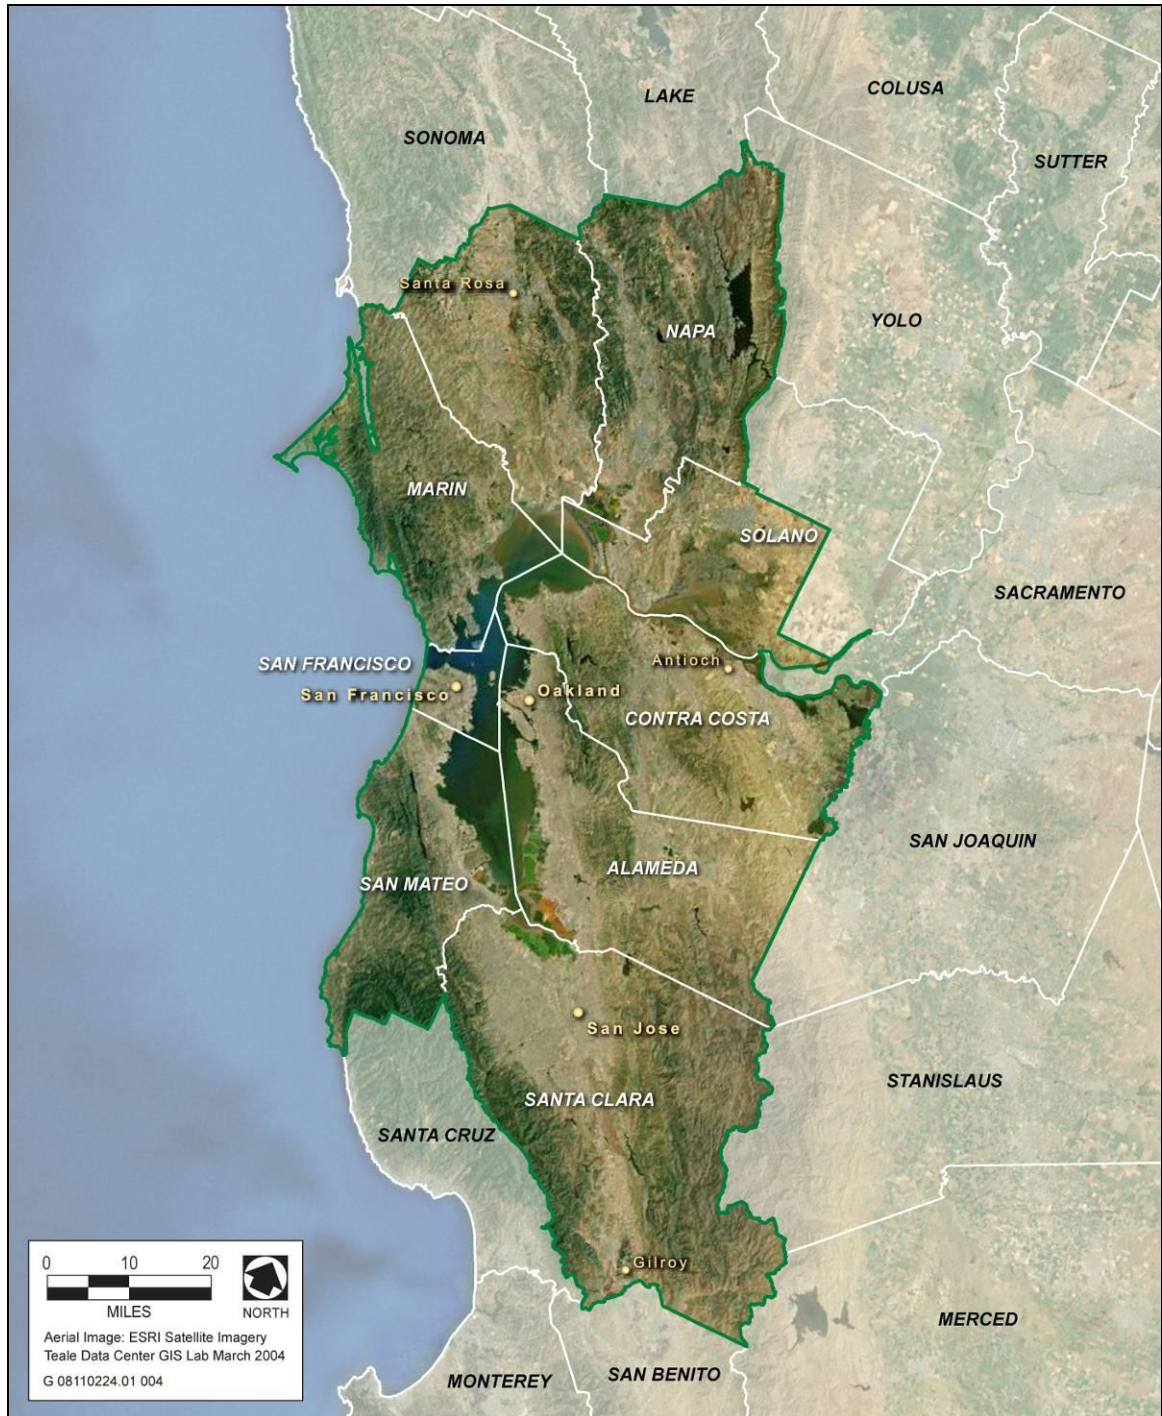 LAKE
COLUSA
SONOMA
SUTTER
Santa Rosa
NAPA
YOLO
MARIN
SOLANO
SACRAMENTO
SAN FRANCISCO
San Francisco
Oakland
Antioch
CONTRA COSTA
SAN JOAQUIN
ALAMEDA
SAN MATEO
San Jose
STANISLAUS
SANTA CLARA
SANTA CRUZ
Gilroy
MERCED
SAN BENITO
MONTEREY
0 10 20
MILES
NORTH
Aerial Image: ESRI Satellite Imagery
Teale Data Center GIS Lab March 2004
G 08110224.01 004